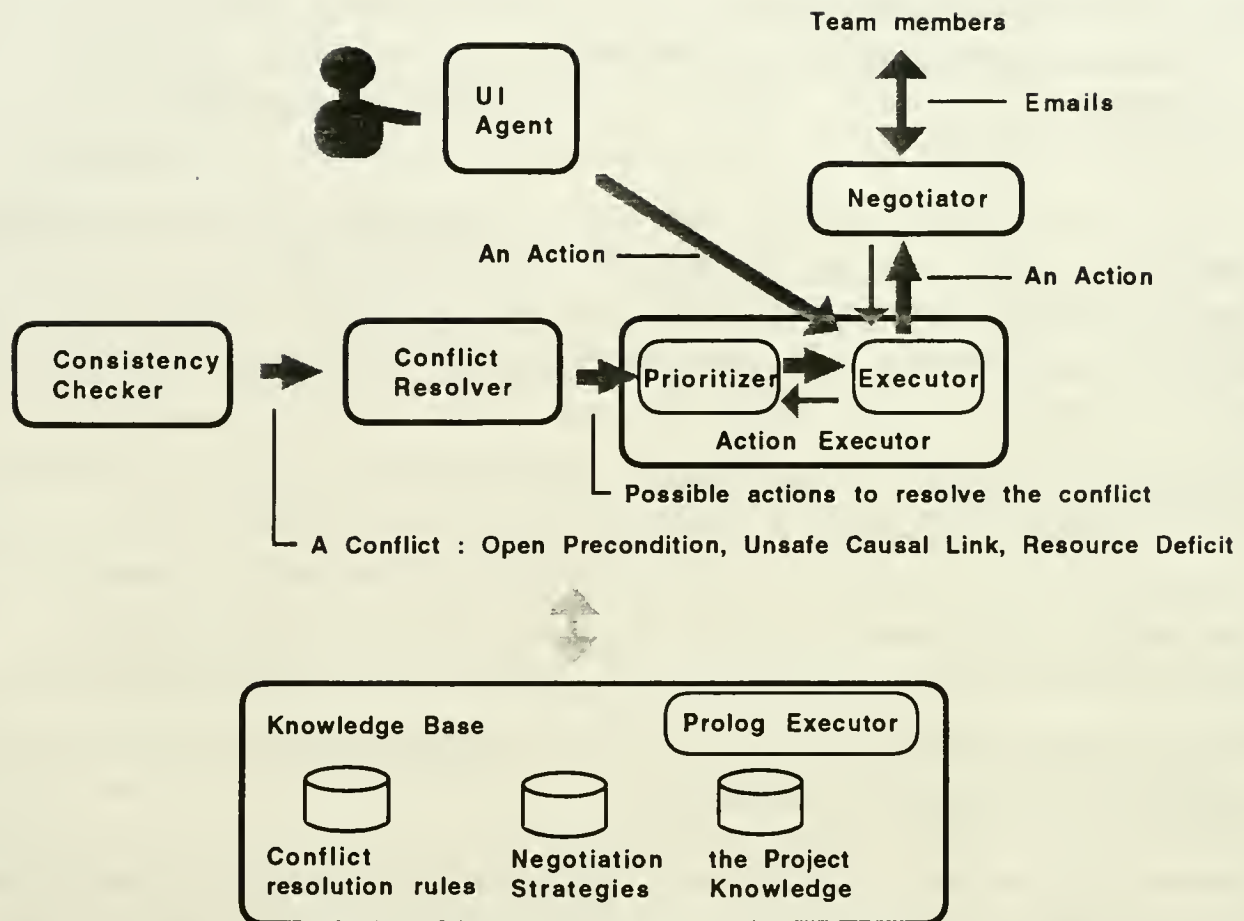 Team members
Emails
UI
Agent
Negotiator
An Action
An Action
Consistency
Checker
Conflict
Resolver
Prioritizer
Executor
Action Executor
Possible actions to resolve the conflict
A Conflict : Open Precondition, Unsafe Causal Link, Resource Deficit
Knowledge Base
Prolog Executor
Conflict
resolution rules
Negotiation
Strategies
the Project
Knowledge